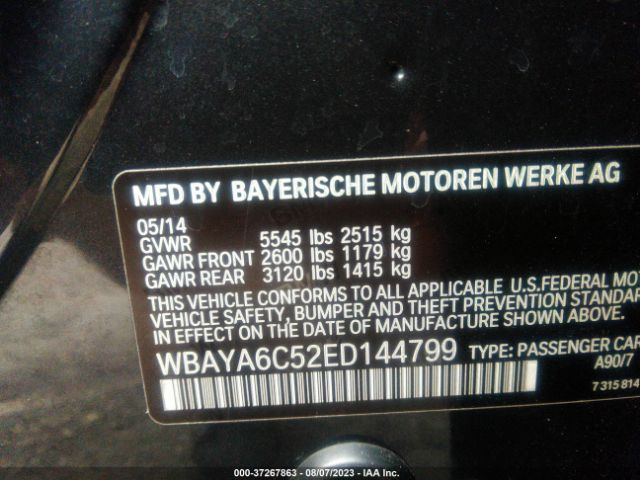 MFD BY BAYERISCHE MOTOREN WERKE AG
05/14
GVWR 5545 lbs 2515 kg
GAWR FRONT 2600 lbs 1179 kg
GAWR REAR 3120 lbs 1415 kg
THIS VEHICLE CONFORMS TO ALL APPLICABLE U.S.FEDERAL MOT
VEHICLE SAFETY, BUMPER AND THEFT PREVENTION STANDAR
IN EFFECT ON THE DATE OF MANUFACTURE SHOWN ABOVE.
WBAYA6C52ED144799 TYPE: PASSENGER CAR
A90/7
7 315 814
000-37267863 - 08/07/2023 - IAA Inc.